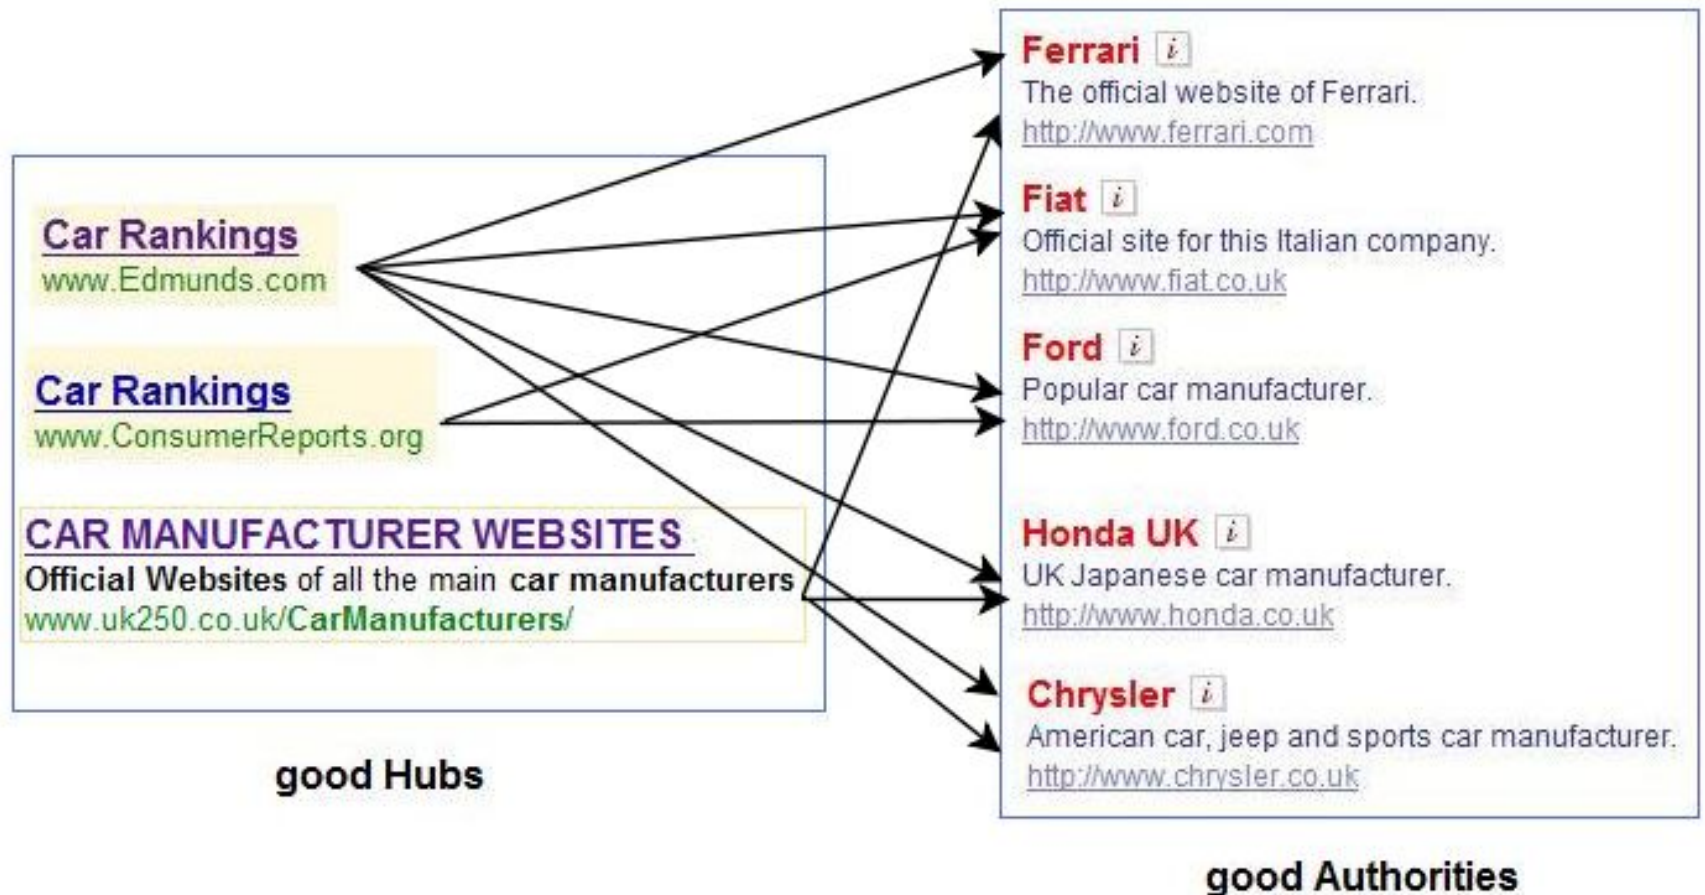 Car Rankings
www.Edmunds.com
Car Rankings
www.ConsumerReports.org
CAR MANUFACTURER WEBSITES
Official Websites of all the main car manufacturers
www.uk250.co.uk/CarManufacturers/
good Hubs
Ferrari i
The official website of Ferrari.
http://www.ferrari.com
Fiat i
Official site for this Italian company.
http://www.fiat.co.uk
Ford i
Popular car manufacturer.
http://www.ford.co.uk
Honda UK i
UK Japanese car manufacturer.
http://www.honda.co.uk
Chrysler i
American car, jeep and sports car manufacturer.
http://www.chrysler.co.uk
good Authorities